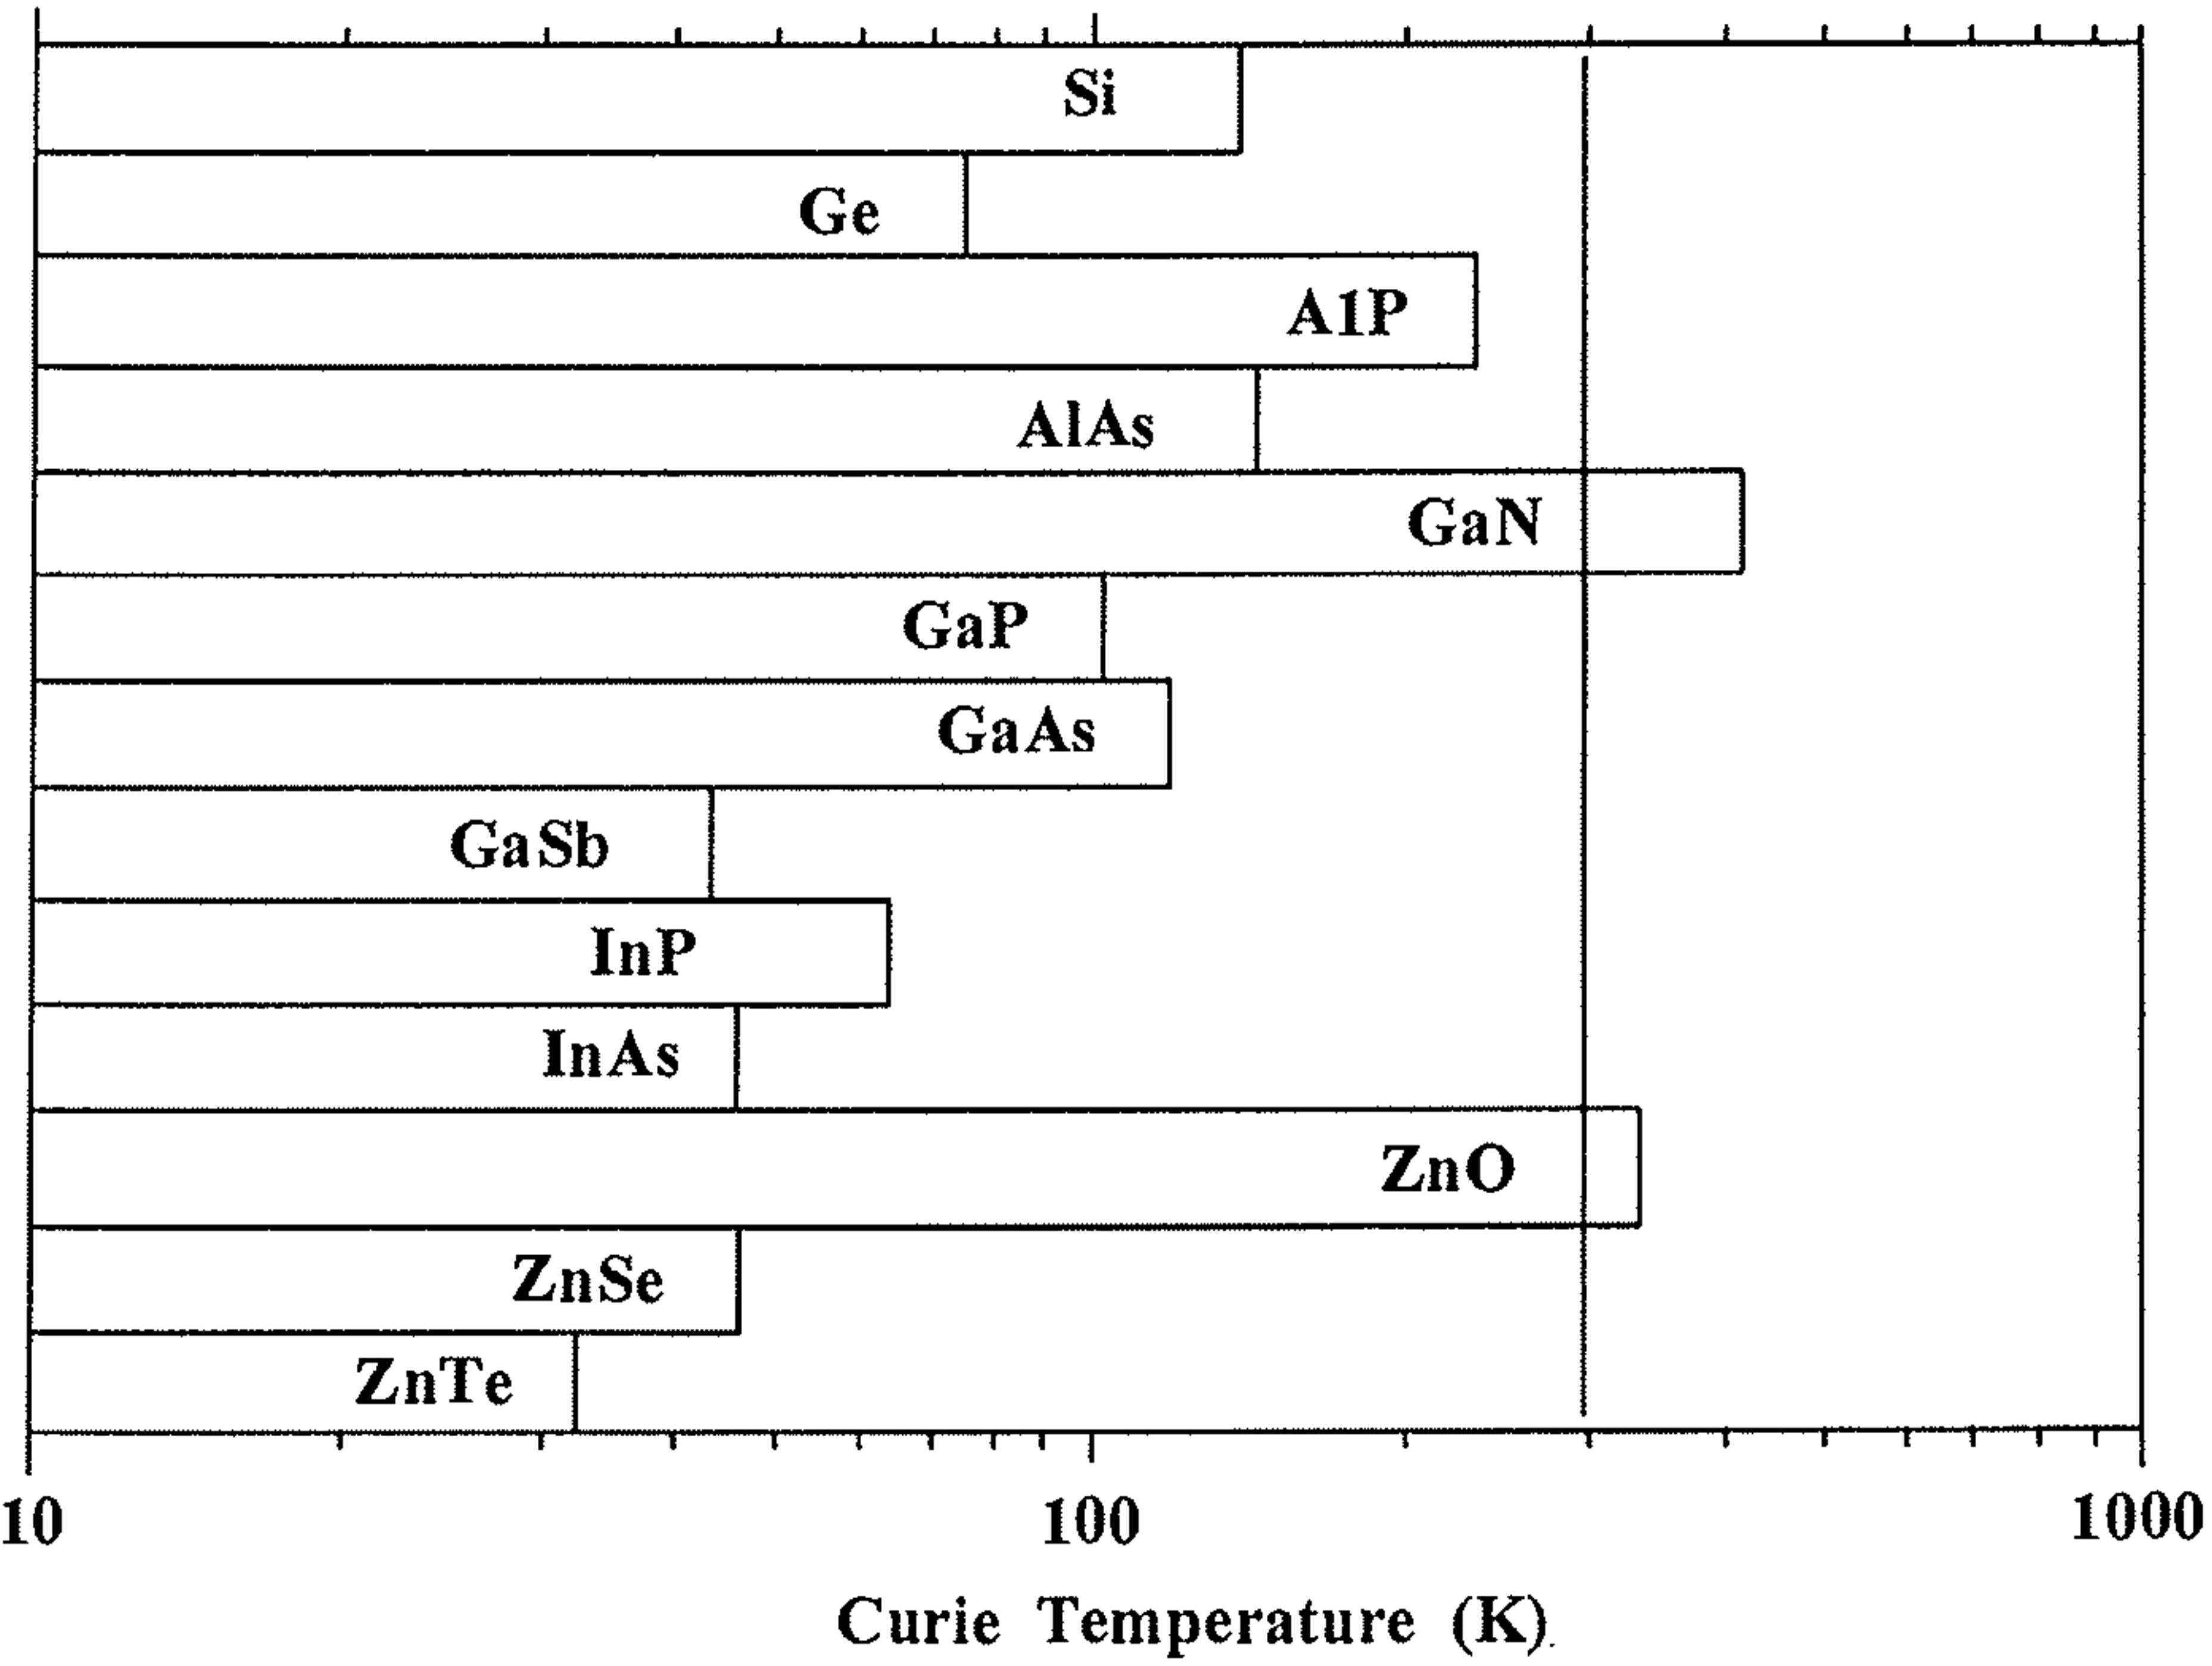 Si
Ge
A1P
AlAs
GaN
GaP
GaAs
GaSb
InP
InAs
ZnO
ZnSe
ZnTe
10 100 1000
Curie Temperature (K)